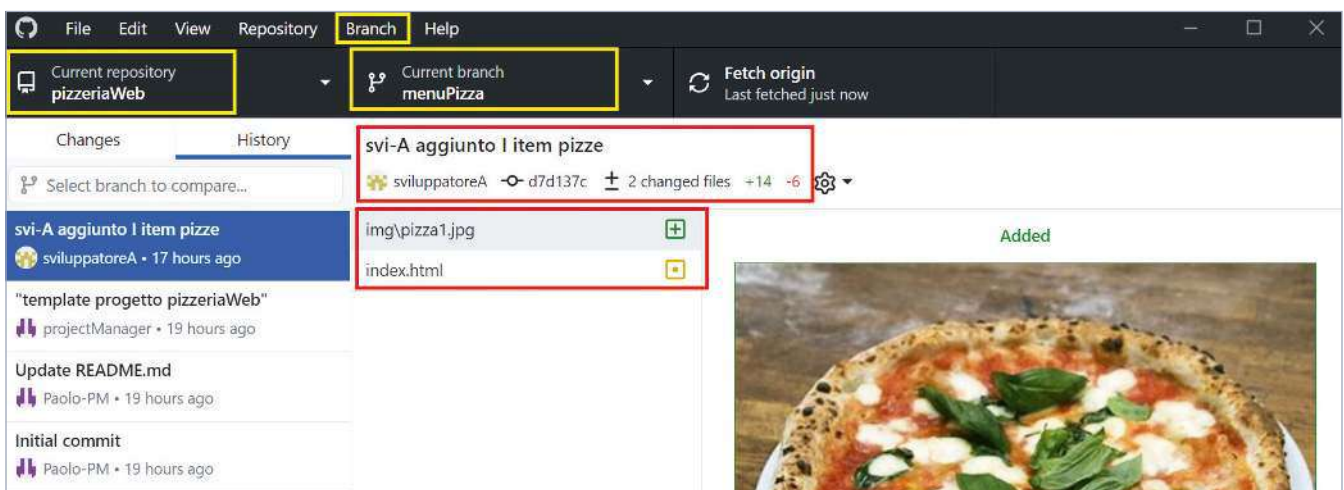 File Edit View Repository Branch Help
Current repository
pizzeriaWeb
Current branch
menuPizza
Fetch origin
Last fetched just now
Changes History
Select branch to compare...
svi-A aggiunto I item pizze
sviluppatoreA • 17 hours ago
"template progetto pizzeriaWeb"
projectManager • 19 hours ago
Update README.md
Paolo-PM • 19 hours ago
Initial commit
Paolo-PM • 19 hours ago
svi-A aggiunto I item pizze
sviluppatoreA d7d137c 2 changed files +14 -6
img\pizza1.jpg
index.html
Added